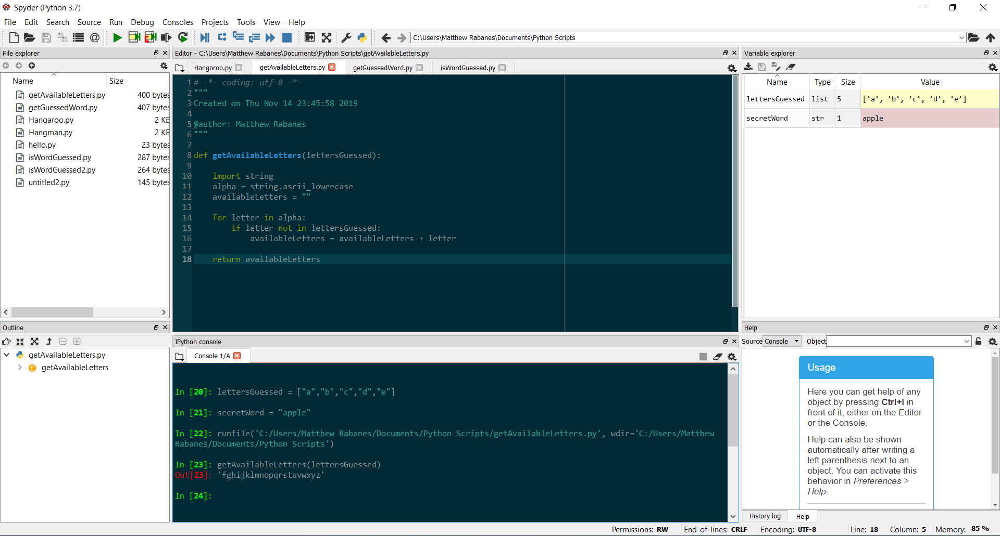 Spyder (Python 3.7)
File Edit Search Source Run Debug Consoles Projects Tools View Help
C:\Users\Matthew Rabanes\Documents\Python Scripts
File explorer
Name Size
getAvailableLetters.py 400 bytes
getGuessedWord.py 407 bytes
Hangaroo.py 2 KB
Hangman.py 2 KB
hello.py 23 bytes
isWordGuessed.py 287 bytes
isWordGuessed2.py 264 bytes
untitled2.py 145 bytes
Outline
getAvailableLetters.py
getAvailableLetters
Editor - C:\Users\Matthew Rabanes\Documents\Python Scripts\getAvailableLetters.py
Hangaroo.py getAvailableLetters.py getGuessedWord.py isWordGuessed.py
1 # -*- coding: utf-8 -*-
2 """
3 Created on Thu Nov 14 23:45:58 2019
4
5 @author: Matthew Rabanes
6 """
7
8 def getAvailableLetters(lettersGuessed):
9
10 import string
11 alpha = string.ascii_lowercase
12 availableLetters = ""
13
14 for letter in alpha:
15 if letter not in lettersGuessed:
16 availableLetters = availableLetters + letter
17
18 return availableLetters
IPython console
Console 1/A
In [20]: lettersGuessed = ["a","b","c","d","e"]
In [21]: secretWord = "apple"
In [22]: runfile('C:/Users/Matthew Rabanes/Documents/Python Scripts/getAvailableLetters.py', wdir='C:/Users/Matthew
Rabanes/Documents/Python Scripts')
In [23]: getAvailableLetters(lettersGuessed)
Out[23]: 'fghijklmnopqrstuvwxyz'
In [24]:
Variable explorer
Name Type Size Value
lettersGuessed list 5 ['a', 'b', 'c', 'd', 'e']
secretWord str 1 apple
Help
Source Console Object
Usage
Here you can get help of any
object by pressing Ctrl+I in
front of it, either on the Editor
or the Console.
Help can also be shown
automatically after writing a
left parenthesis next to an
object. You can activate this
behavior in Preferences >
Help.
History log Help
Permissions: RW End-of-lines: CRLF Encoding: UTF-8 Line: 18 Column: 5 Memory: 85 %